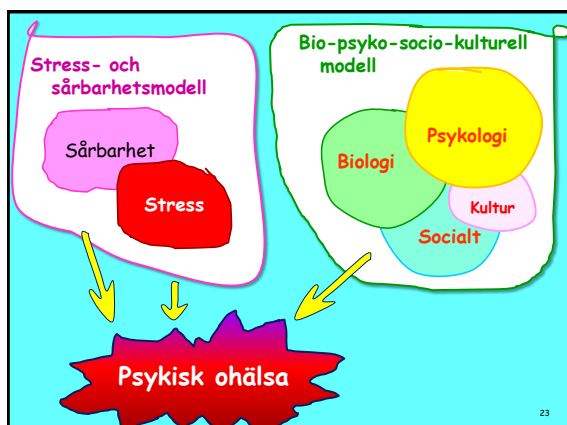 Stress- och
sårbarhetsmodell
Sårbarhet
Stress
Bio-psyko-socio-kulturell
modell
Psykologi
Biologi
Kultur
Socialt
Psykisk ohälsa
23